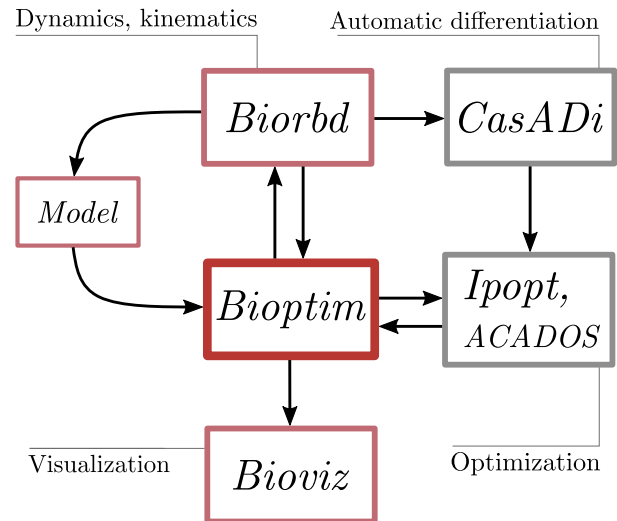 Dynamics, kinematics
Automatic differentiation
Biorbd
CasADi
Model
Bioptim
Ipopt,
ACADOS
Visualization
Bioviz
Optimization